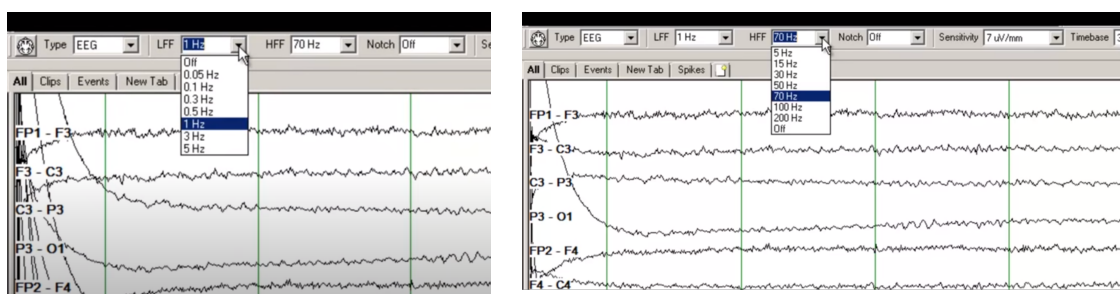 Type EEG LFF 1 Hz HFF 70 Hz Notch Off Se
Off
0.05 Hz
0.1 Hz
0.3 Hz
0.5 Hz
1 Hz
3 Hz
5 Hz
All Clips Events New Tab
FP1 - F3
F3 - C3
C3 - P3
P3 - O1
FP2 - F4
Type EEG LFF 1 Hz HFF 70 Hz Notch Off Sensitivity 7 uV/mm Timebase 3
5 Hz
15 Hz
30 Hz
50 Hz
70 Hz
100 Hz
200 Hz
Off
All Clips Events New Tab Spikes
FP1 - F3
F3 - C3
C3 - P3
P3 - O1
FP2 - F4
F4 - C4